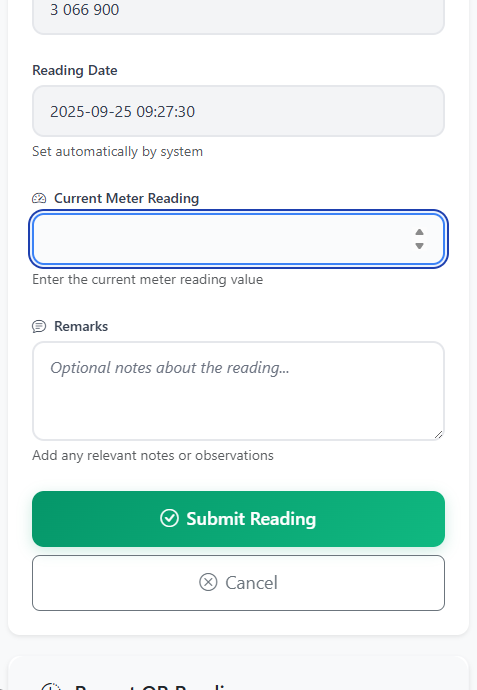 3 066 900
Reading Date
2025-09-25 09:27:30
Set automatically by system
Current Meter Reading
Enter the current meter reading value
Remarks
Optional notes about the reading...
Add any relevant notes or observations
Submit Reading
Cancel